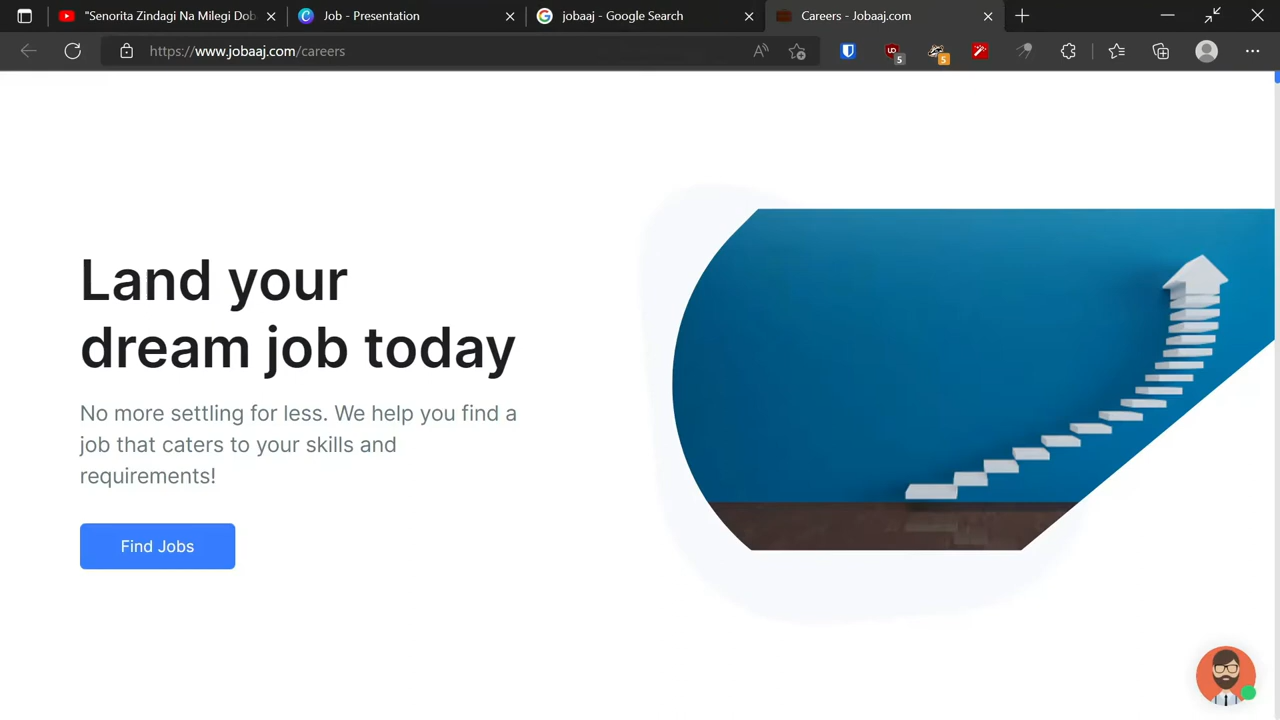 "Senorita Zindagi Na Milegi Dob
Job - Presentation
jobaaj - Google Search
Careers - Jobaaj.com
https://www.jobaaj.com/careers
5
5
Land your
dream job today
No more settling for less. We help you find a
job that caters to your skills and
requirements!
Find Jobs